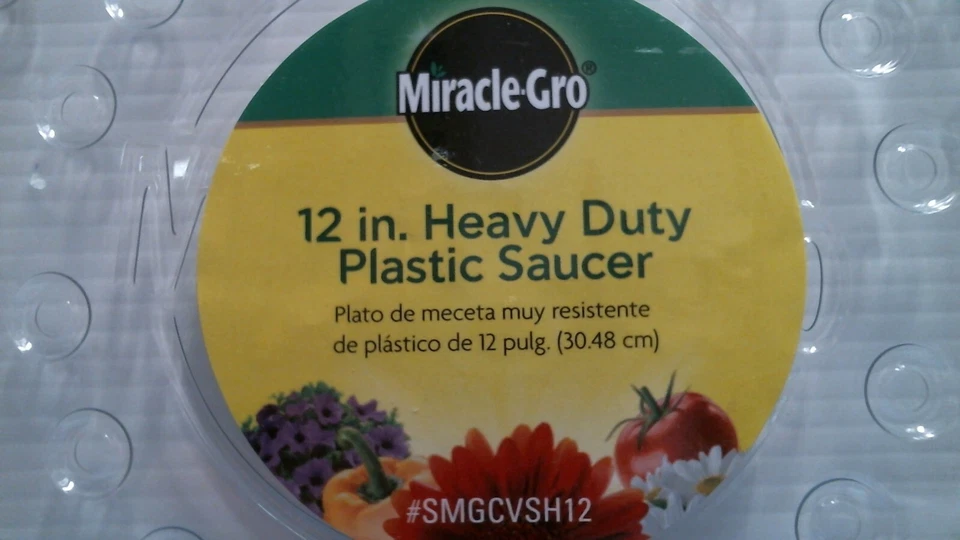 Miracle-Gro®
12 in. Heavy Duty
Plastic Saucer
Plato de meceta muy resistente
de plástico de 12 pulg. (30.48 cm)
#SMGCVSH12